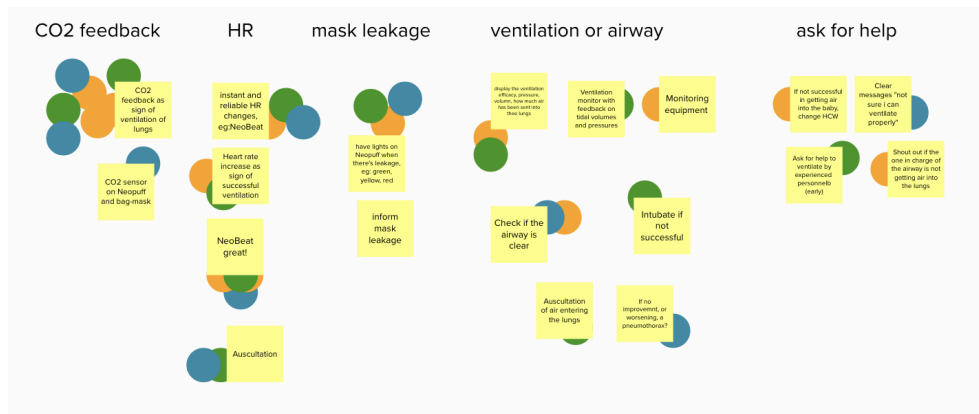 CO2 feedback
HR
mask leakage
ventilation or airway
ask for help
CO2
feedback as
sign of
ventilation of
lungs
CO2 sensor
on Neopuff and
bag-mask
instant and
reliable HR
changes,
eg:NeoBeat
Heart rate
increase as
sign of
successful
ventilation
NeoBeat
great!
Auscultation
have lights on
Neopuff when
there's leakage,
eg: green,
yellow, red
inform
mask
leakage
display the ventilation
efficacy, pressure,
volumn, how much air
has been sent into
theo lungs
Ventilation
monitor with
feedback on
tidal volumes
and pressures
Monitoring
equipment
Check if the
airway is
clear
Intubate if
not
successful
Auscultation
of air entering
the lungs
If no
improvemnt, or
worsening, a
pneumothorax?
If not successful
in getting air
into the baby,
change HCW
Clear
messages "not
sure i can
ventilate
properly"
Ask for help to
ventilate by
experienced
personnelb
(early)
Shout out if the
one in charge of
the airway is not
getting air into
the lungs